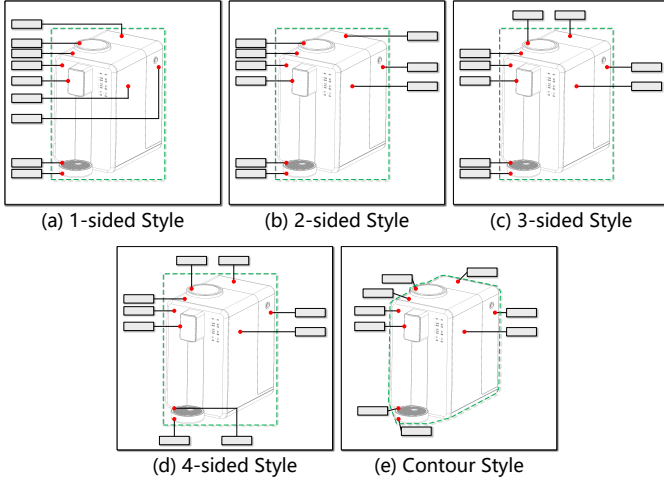 (a) 1-sided Style
(b) 2-sided Style
(c) 3-sided Style
(d) 4-sided Style
(e) Contour Style